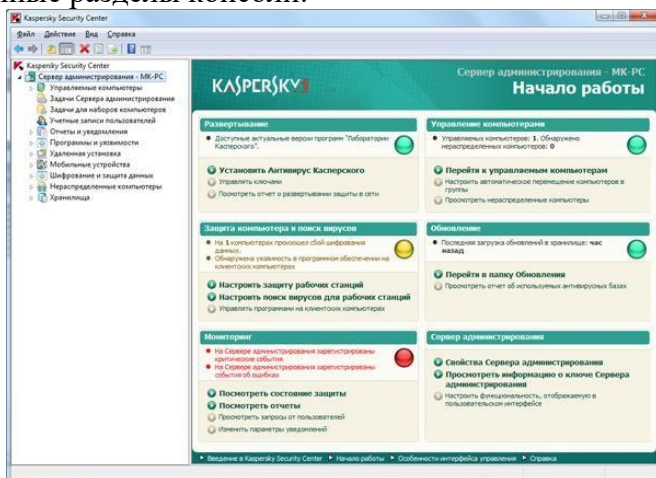 нные разделы консоли:
Kaspersky Security Center
Файл Действие Вид Справка
Kaspersky Security Center
Сервер администрирования - МК-РС
Управляемые компьютеры
Задачи Сервера администрирования
Задачи для наборов компьютеров
Учетные записи пользователей
Отчеты и уведомления
Программы и уязвимости
Удаленная установка
Мобильные устройства
Шифрование и защита данных
Нераспределенные компьютеры
Хранилища
KASPERSKY
Сервер администрирования - МК-РС
Начало работы
Развертывание
Доступные актуальные версии программ "Лаборатории
Касперского".
Установить Антивирус Касперского
Управлять ключами
Посмотреть отчет о развертывании защиты в сети
Управление компьютерами
Управляемых компьютеров: 1. Обнаружено
нераспределенных компьютеров: 0
Перейти к управляемым компьютерам
Настроить автоматическое перемещение компьютеров в
группы
Просмотреть нераспределенные компьютеры
Защита компьютера и поиск вирусов
На 1 компьютерах произошел сбой шифрования
данных.
Обнаружена уязвимость в программном обеспечении на
клиентских компьютерах
Настроить защиту рабочих станций
Настроить поиск вирусов для рабочих станций
Управлять программами на клиентских компьютерах
Обновление
Последняя загрузка обновлений в хранилище: час
назад
Перейти в папку Обновления
Просмотреть отчет об используемых антивирусных базах
Мониторинг
На Сервере администрирования зарегистрированы
критические события
На Сервере администрирования зарегистрированы
события об ошибках
Посмотреть состояние защиты
Посмотреть отчеты
Просмотреть запросы от пользователей
Изменить параметры уведомлений
Сервер администрирования
Свойства Сервера администрирования
Просмотреть информацию о ключе Сервера
администрирования
Настроить функциональность, отображаемую в
пользовательском интерфейсе
Введение в Kaspersky Security Center Начало работы Особенности интерфейса управления Справка